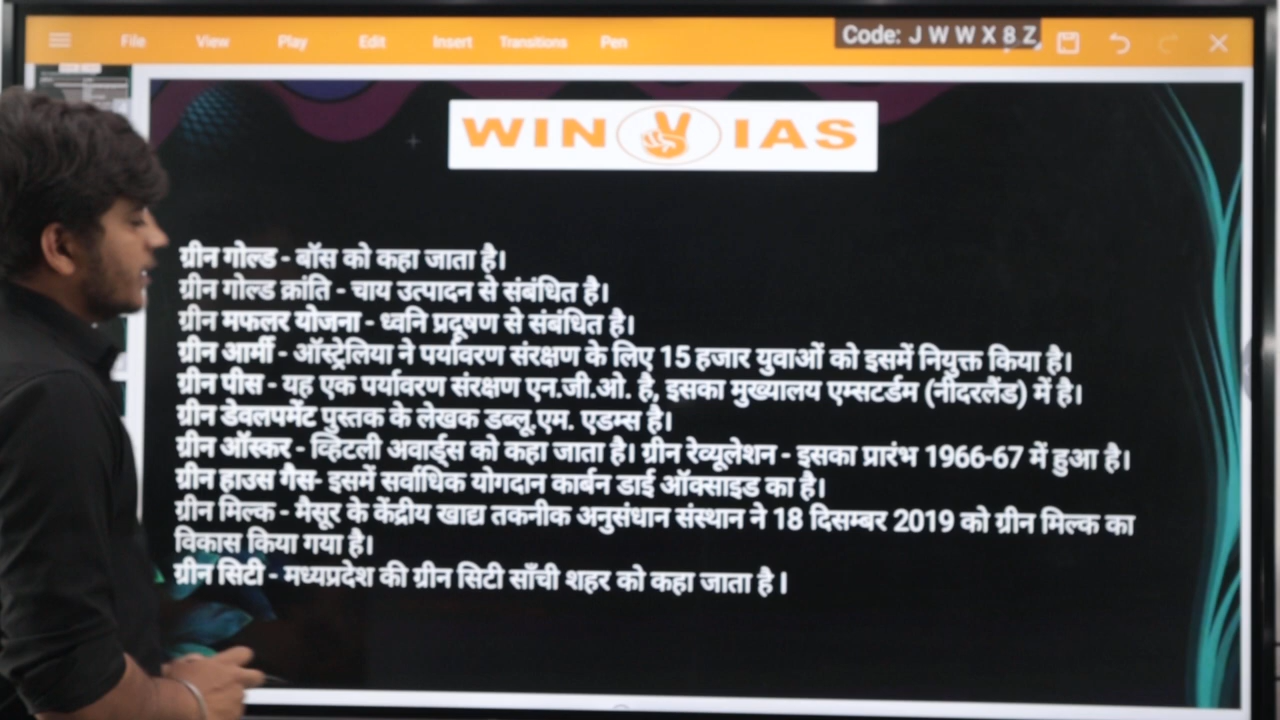 File View Play Edit Insert Transitions Pen Code: J W W X 8 Z
WIN IAS
ग्रीन गोल्ड - बॉस को कहा जाता है।
ग्रीन गोल्ड क्रांति - चाय उत्पादन से संबंधित है।
ग्रीन मफलर योजना - ध्वनि प्रदूषण से संबंधित है।
ग्रीन आर्मी - ऑस्ट्रेलिया ने पर्यावरण संरक्षण के लिए 15 हजार युवाओं को इसमें नियुक्त किया है।
ग्रीन पीस - यह एक पर्यावरण संरक्षण एन.जी.ओ. है, इसका मुख्यालय एम्सटर्डम (नीदरलैंड) में है।
ग्रीन डेवलपमेंट पुस्तक के लेखक डब्लू.एम. एडम्स है।
ग्रीन ऑस्कर - व्हिटली अवार्ड्स को कहा जाता है। ग्रीन रेव्यूलेशन - इसका प्रारंभ 1966-67 में हुआ है।
ग्रीन हाउस गैस- इसमें सर्वाधिक योगदान कार्बन डाई ऑक्साइड का है।
ग्रीन मिल्क - मैसूर के केंद्रीय खाद्य तकनीक अनुसंधान संस्थान ने 18 दिसम्बर 2019 को ग्रीन मिल्क का
विकास किया गया है।
ग्रीन सिटी - मध्यप्रदेश की ग्रीन सिटी साँची शहर को कहा जाता है ।